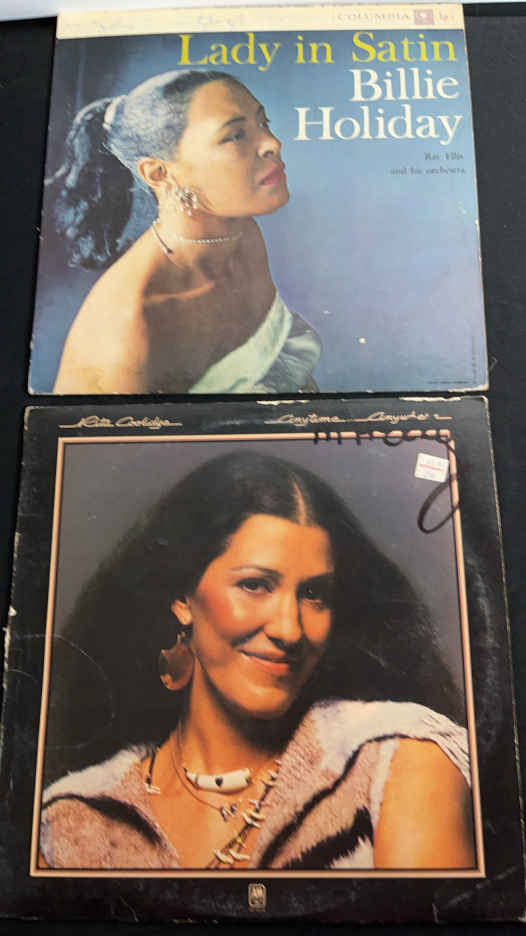 COLUMBIA
Lady in Satin
Billie
Holiday
Ray Ellis
and his orchestra
Rita Coolidge Anytime Anywhere
A&M